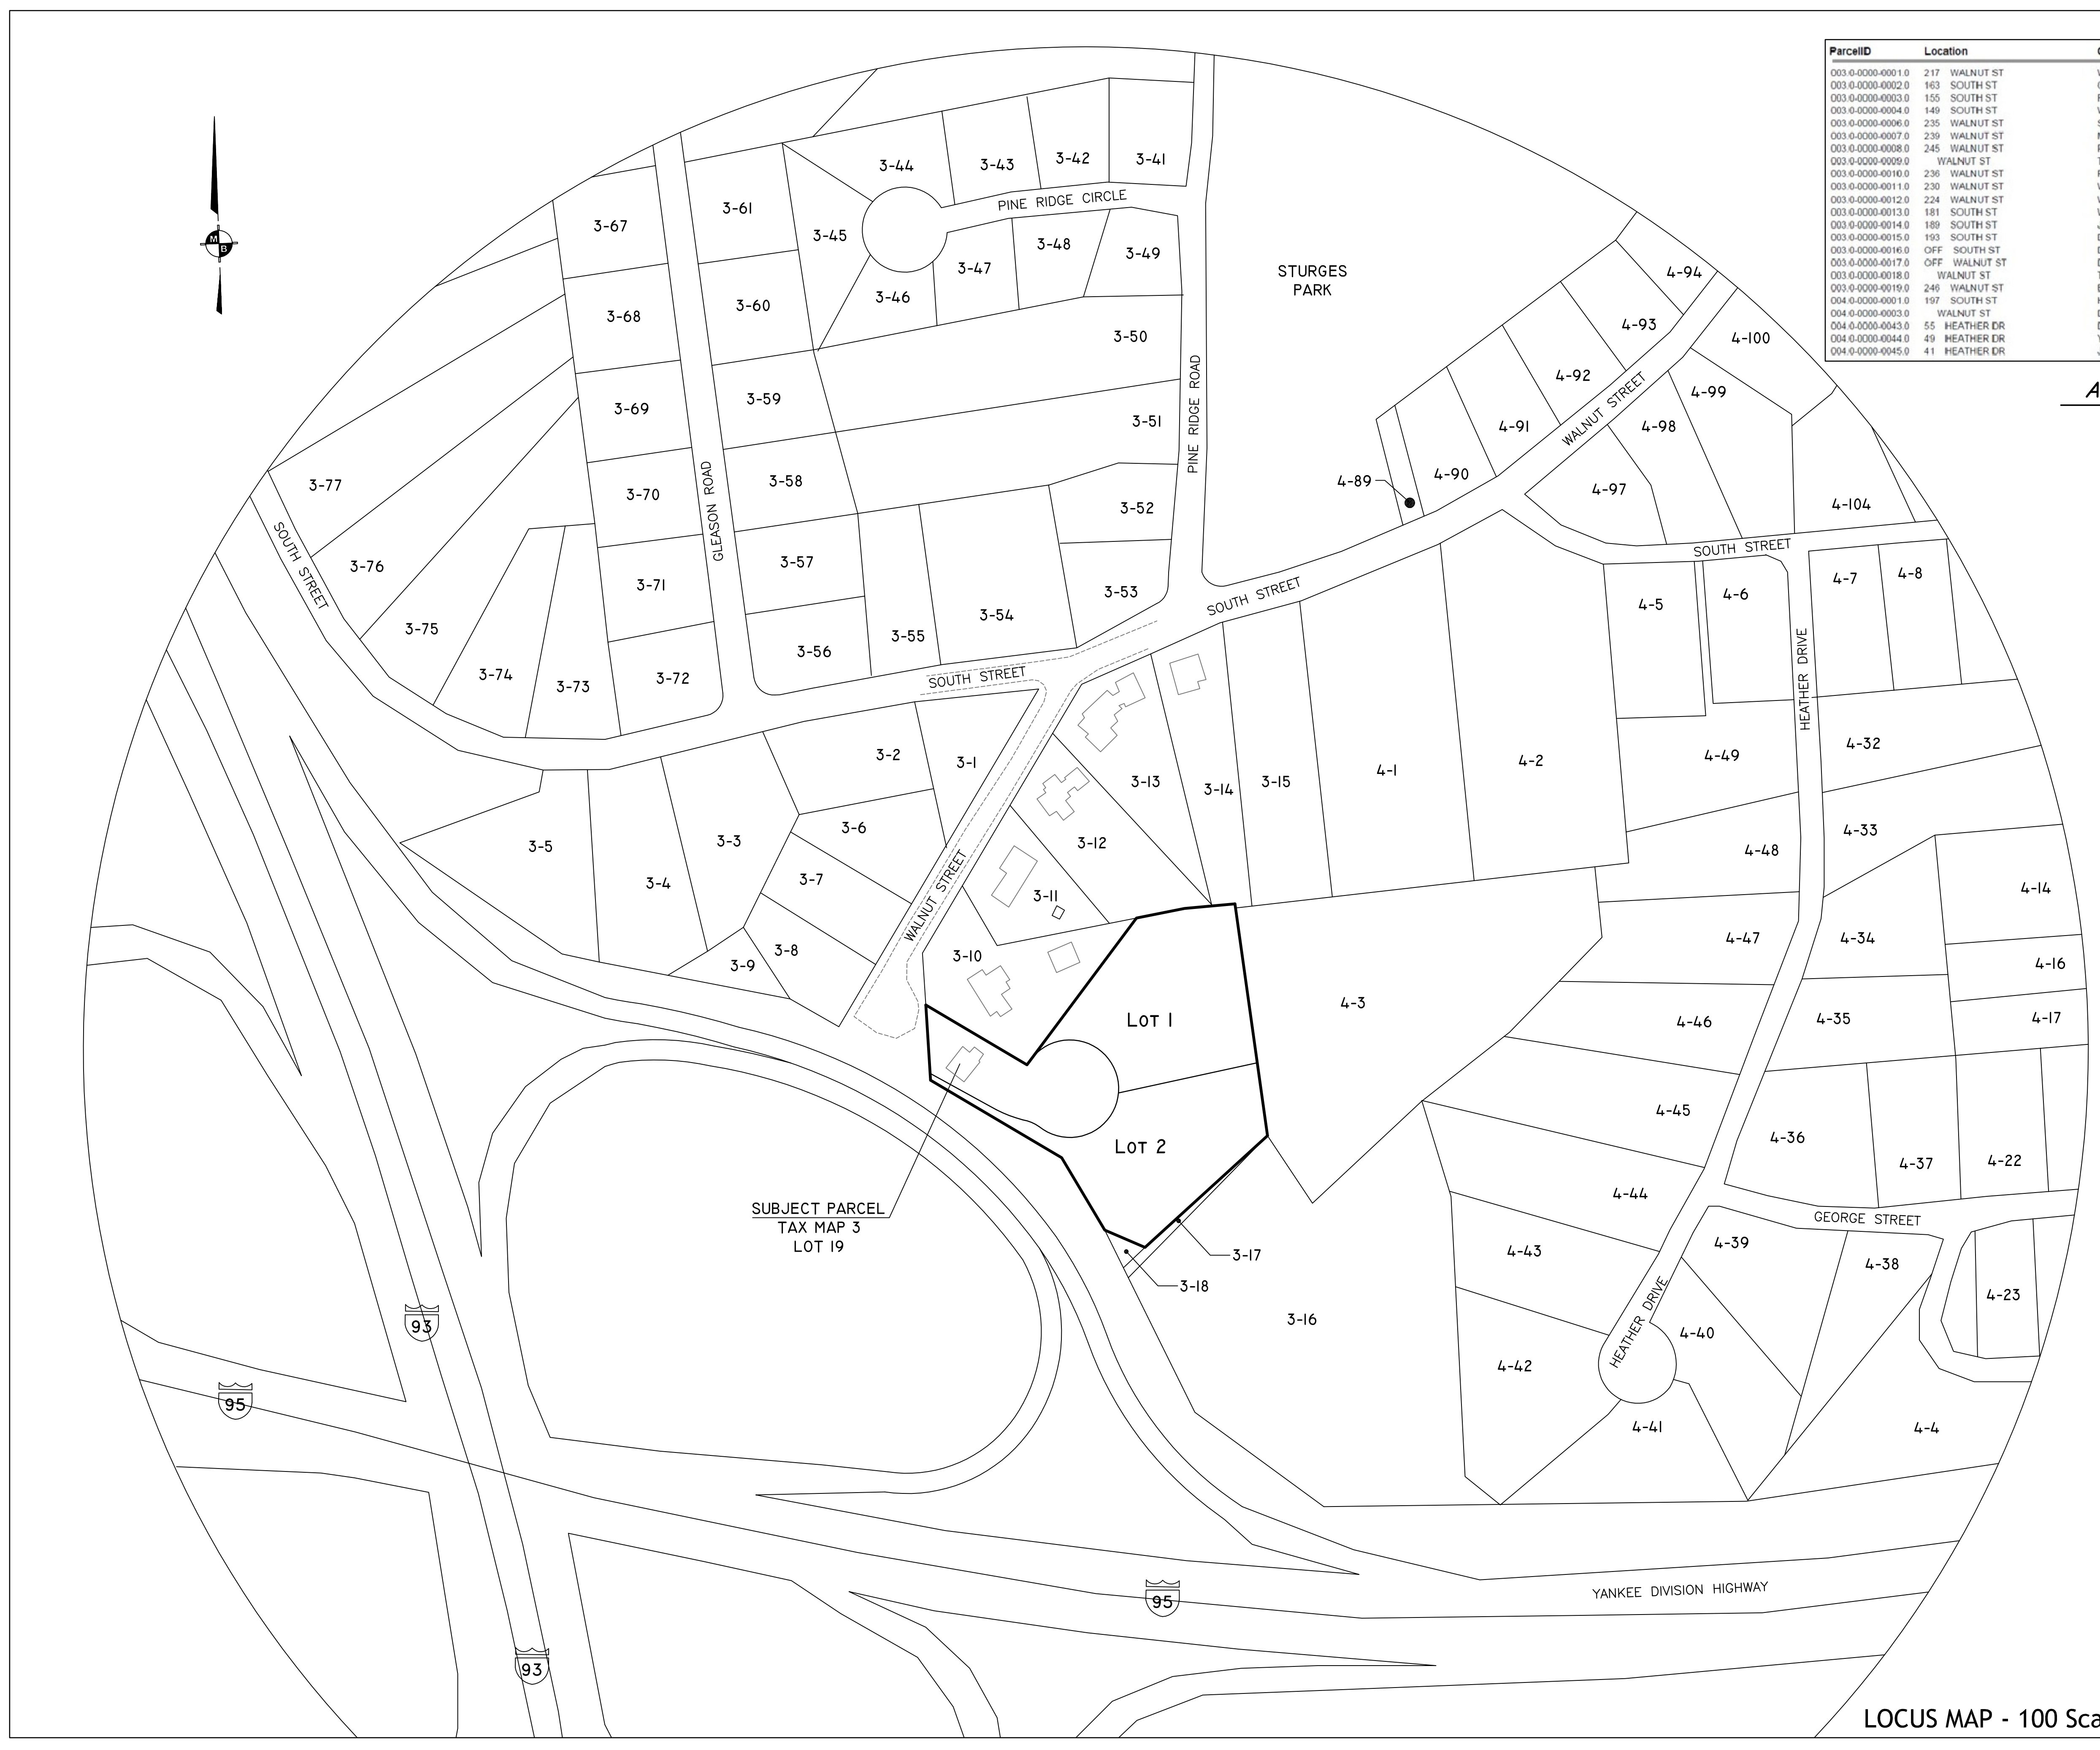 ParcelID Location
003.0-0000-0001.0 217 WALNUT ST
003.0-0000-0002.0 163 SOUTH ST
003.0-0000-0003.0 155 SOUTH ST
003.0-0000-0004.0 149 SOUTH ST
003.0-0000-0006.0 235 WALNUT ST
003.0-0000-0007.0 239 WALNUT ST
003.0-0000-0008.0 245 WALNUT ST
003.0-0000-0009.0 WALNUT ST
003.0-0000-0010.0 236 WALNUT ST
003.0-0000-0011.0 230 WALNUT ST
003.0-0000-0012.0 224 WALNUT ST
003.0-0000-0013.0 181 SOUTH ST
003.0-0000-0014.0 189 SOUTH ST
003.0-0000-0015.0 193 SOUTH ST
003.0-0000-0016.0 OFF SOUTH ST
003.0-0000-0017.0 OFF WALNUT ST
003.0-0000-0018.0 WALNUT ST
003.0-0000-0019.0 246 WALNUT ST
004.0-0000-0001.0 197 SOUTH ST
004.0-0000-0003.0 WALNUT ST
004.0-0000-0043.0 55 HEATHER DR
004.0-0000-0044.0 49 HEATHER DR
004.0-0000-0045.0 41 HEATHER DR
A
M
B
3-44
3-43
3-42
3-41
PINE RIDGE CIRCLE
3-67
3-61
3-45
3-46
3-47
3-48
3-49
STURGES
PARK
3-68
3-60
3-50
3-69
3-59
3-51
PINE RIDGE ROAD
3-77
3-70
3-58
3-52
GLEASON ROAD
SOUTH STREET
3-76
3-71
3-57
3-53
3-75
3-56
3-55
3-54
3-74
3-73
3-72
SOUTH STREET
SOUTH STREET
4-94
4-93
4-100
4-92
WALNUT STREET
4-99
4-91
4-98
4-89
4-90
4-97
4-104
SOUTH STREET
4-5
4-6
4-7
4-8
HEATHER DRIVE
3-2
3-1
3-13
3-14
3-15
4-1
4-2
4-49
4-32
3-5
3-4
3-3
3-6
3-7
3-8
3-9
WALNUT STREET
3-12
3-11
3-10
4-48
4-33
4-14
4-47
4-34
4-16
4-3
4-46
4-35
4-17
LOT 1
LOT 2
4-45
4-36
4-37
4-22
4-44
GEORGE STREET
SUBJECT PARCEL
TAX MAP 3
LOT 19
3-17
3-18
3-16
4-43
4-39
4-38
4-23
HEATHER DRIVE
4-40
4-42
4-41
4-4
93
95
95
YANKEE DIVISION HIGHWAY
93
LOCUS MAP - 100 Sca